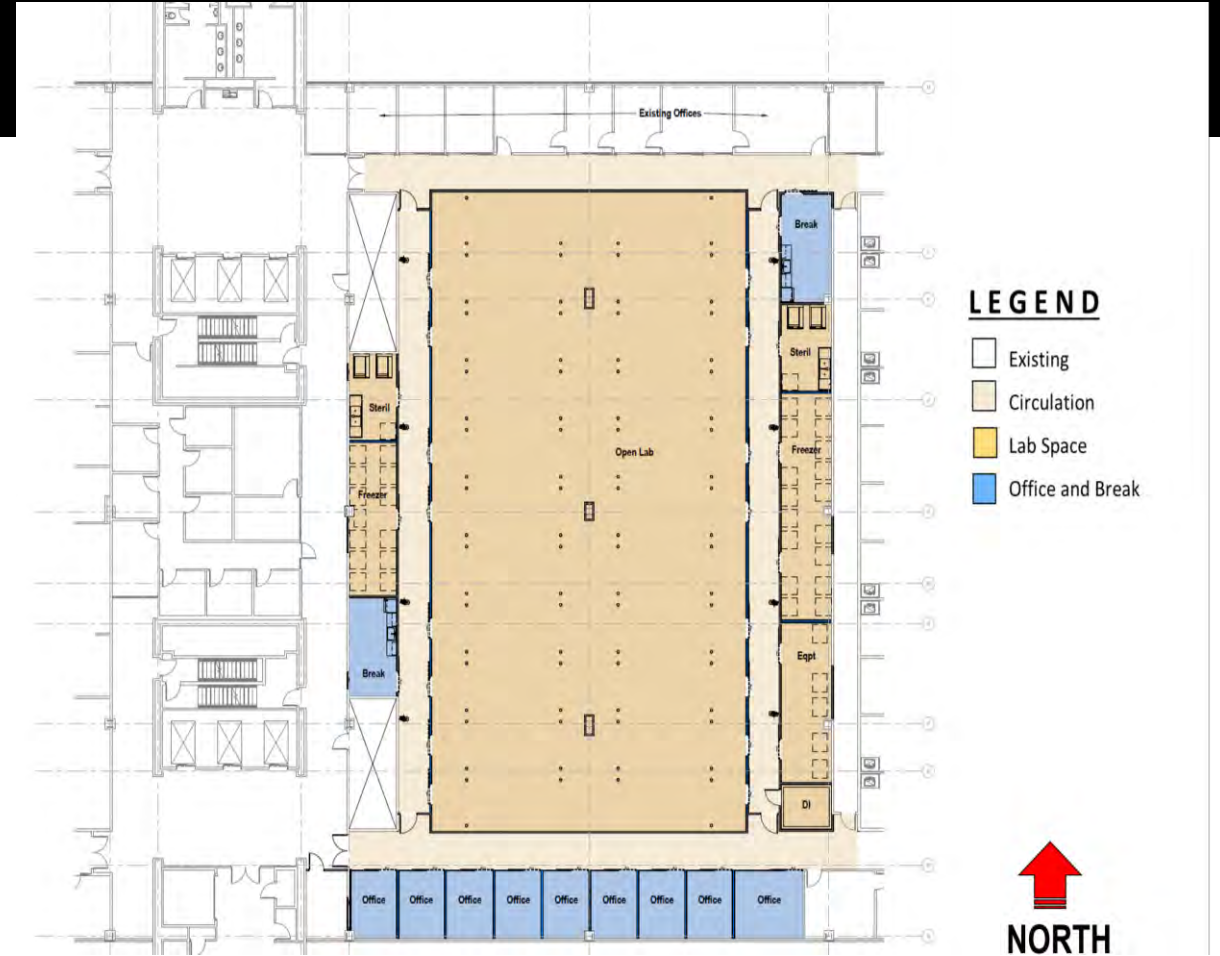 Existing Offices
Break
Steril
Steril
Open Lab
Freezer
Freezer
Eqpt
Break
DI
Office
Office
Office
Office
Office
Office
Office
Office
Office
LEGEND
Existing
Circulation
Lab Space
Office and Break
NORTH